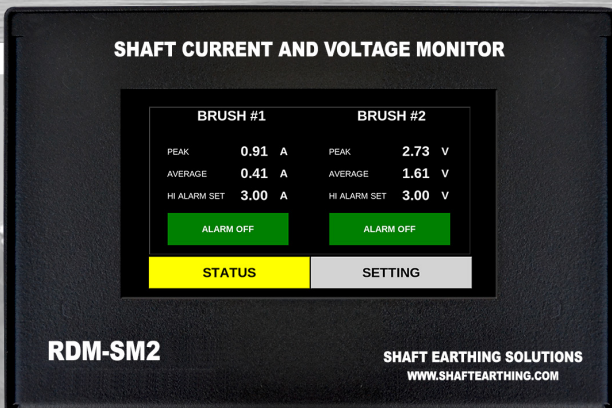 SHAFT CURRENT AND VOLTAGE MONITOR
BRUSH #1
PEAK 0.91 A
AVERAGE 0.41 A
HI ALARM SET 3.00 A
ALARM OFF
BRUSH #2
PEAK 2.73 V
AVERAGE 1.61 V
HI ALARM SET 3.00 V
ALARM OFF
STATUS
SETTING
RDM-SM2
SHAFT EARTHING SOLUTIONS
WWW.SHAFTEARTHING.COM